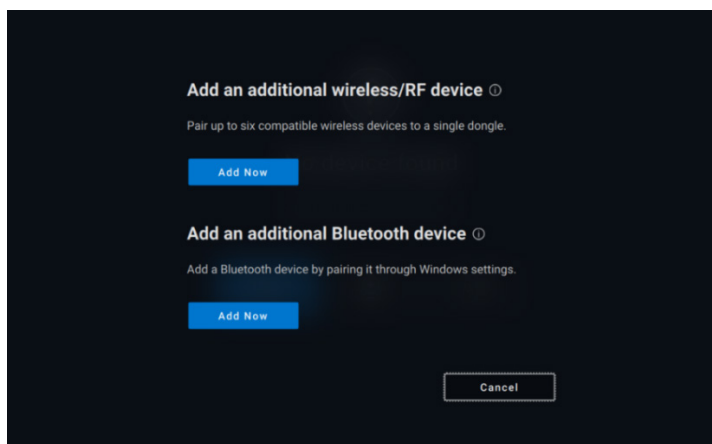 Add an additional wireless/RF device ⓘ
Pair up to six compatible wireless devices to a single dongle.
Add Now
Add an additional Bluetooth device ⓘ
Add a Bluetooth device by pairing it through Windows settings.
Add Now
Cancel